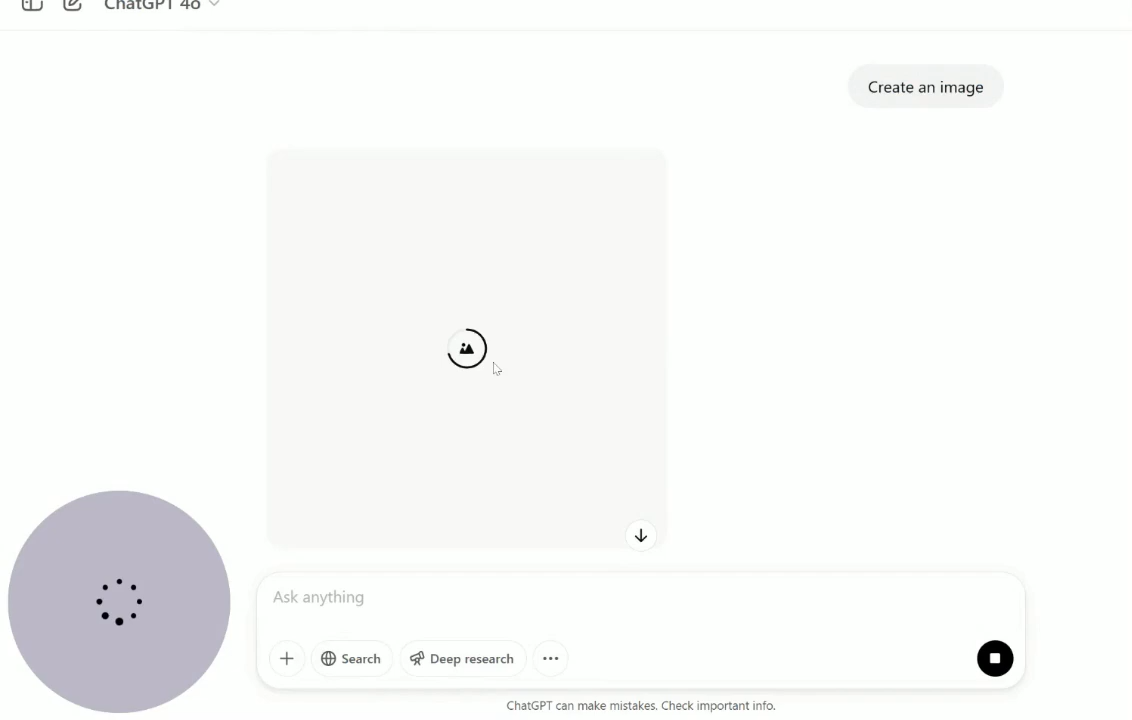 ChatGPT 4o
Create an image
Ask anything
Search
Deep research
ChatGPT can make mistakes. Check important info.